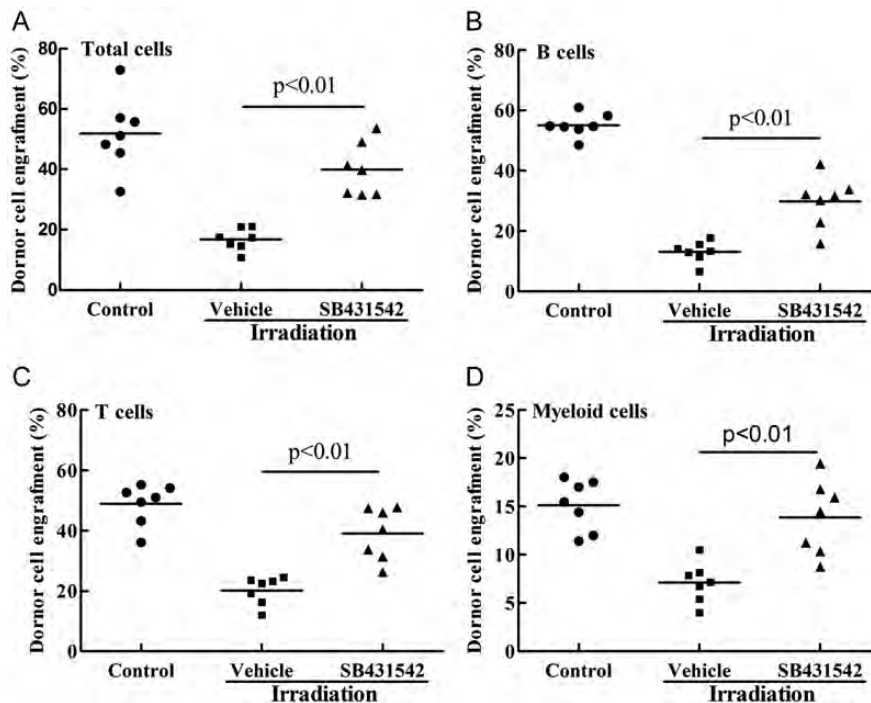 A
Total cells
p<0.01
Dornor cell engrafment (%)
80
60
40
20
0
Control
Vehicle
SB431542
Irradiation
B
B cells
p<0.01
Dornor cell engrafment (%)
80
60
40
20
0
Control
Vehicle
SB431542
Irradiation
C
T cells
p<0.01
Dornor cell engrafment (%)
80
60
40
20
0
Control
Vehicle
SB431542
Irradiation
D
Myeloid cells
p<0.01
Dornor cell engrafment (%)
25
20
15
10
5
0
Control
Vehicle
SB431542
Irradiation